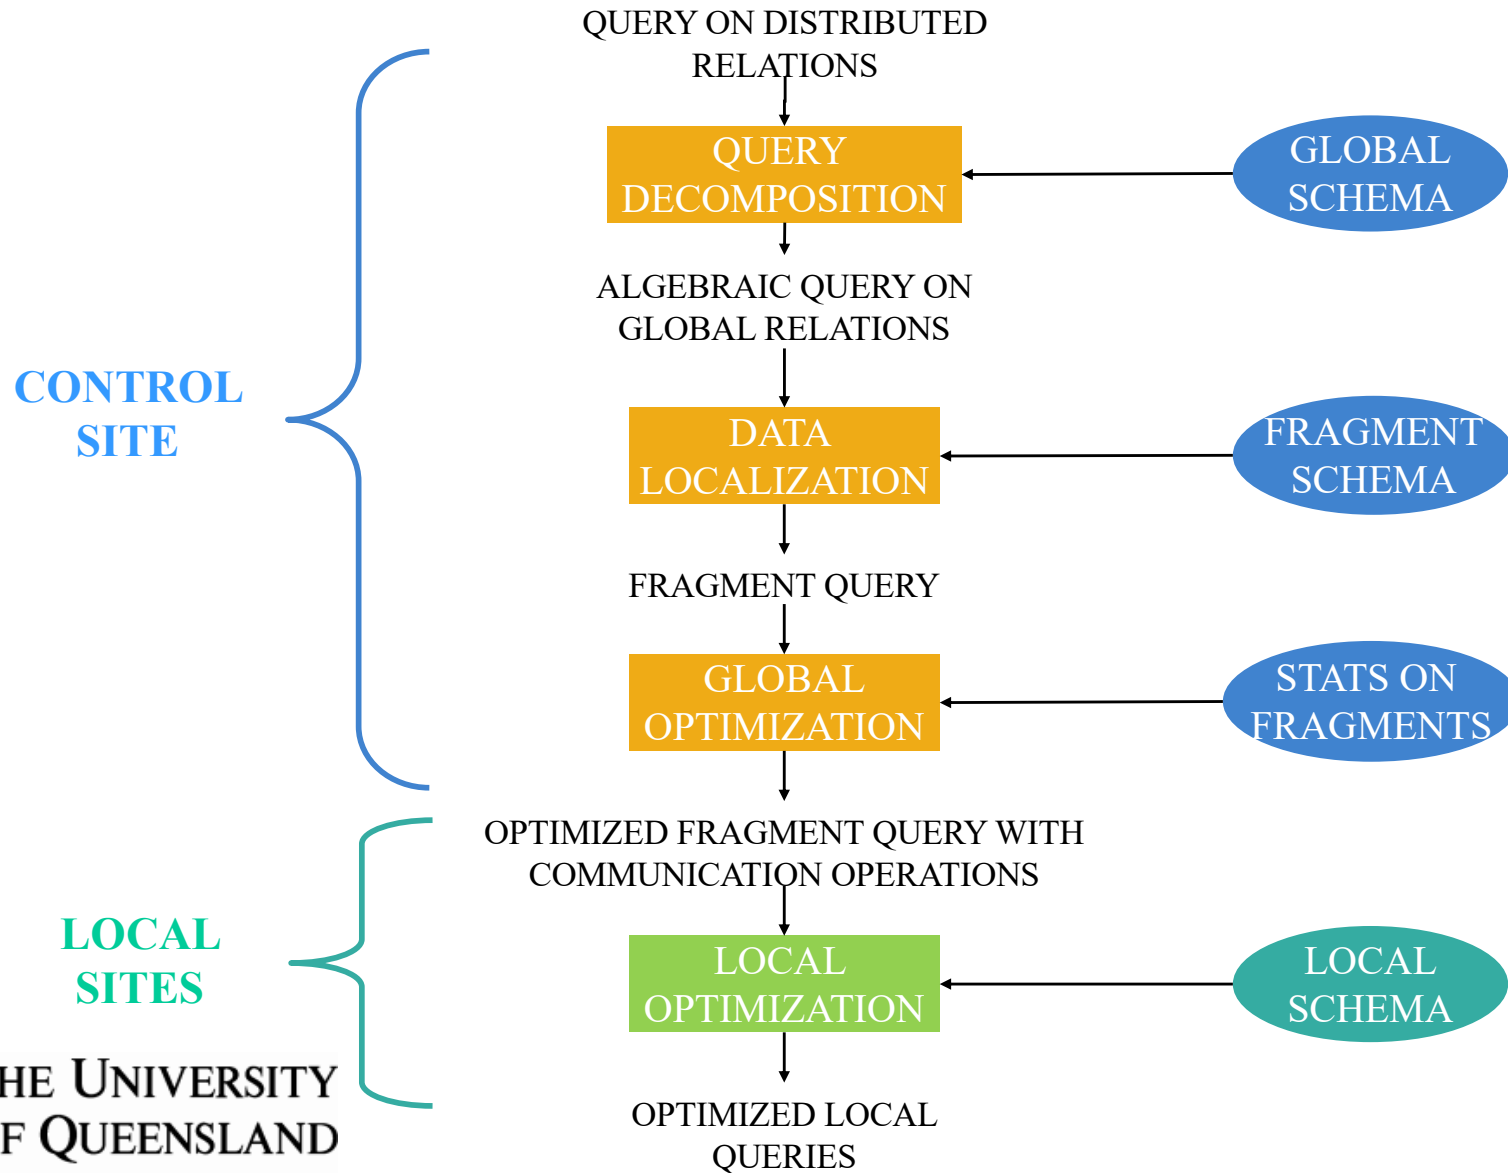 QUERY ON DISTRIBUTED
RELATIONS
QUERY
DECOMPOSITION
GLOBAL
SCHEMA
ALGEBRAIC QUERY ON
GLOBAL RELATIONS
CONTROL
SITE
DATA
LOCALIZATION
FRAGMENT
SCHEMA
FRAGMENT QUERY
GLOBAL
OPTIMIZATION
STATS ON
FRAGMENTS
OPTIMIZED FRAGMENT QUERY WITH
COMMUNICATION OPERATIONS
LOCAL
SITES
LOCAL
OPTIMIZATION
LOCAL
SCHEMA
HE UNIVERSITY
F QUEENSLAND
OPTIMIZED LOCAL
QUERIES